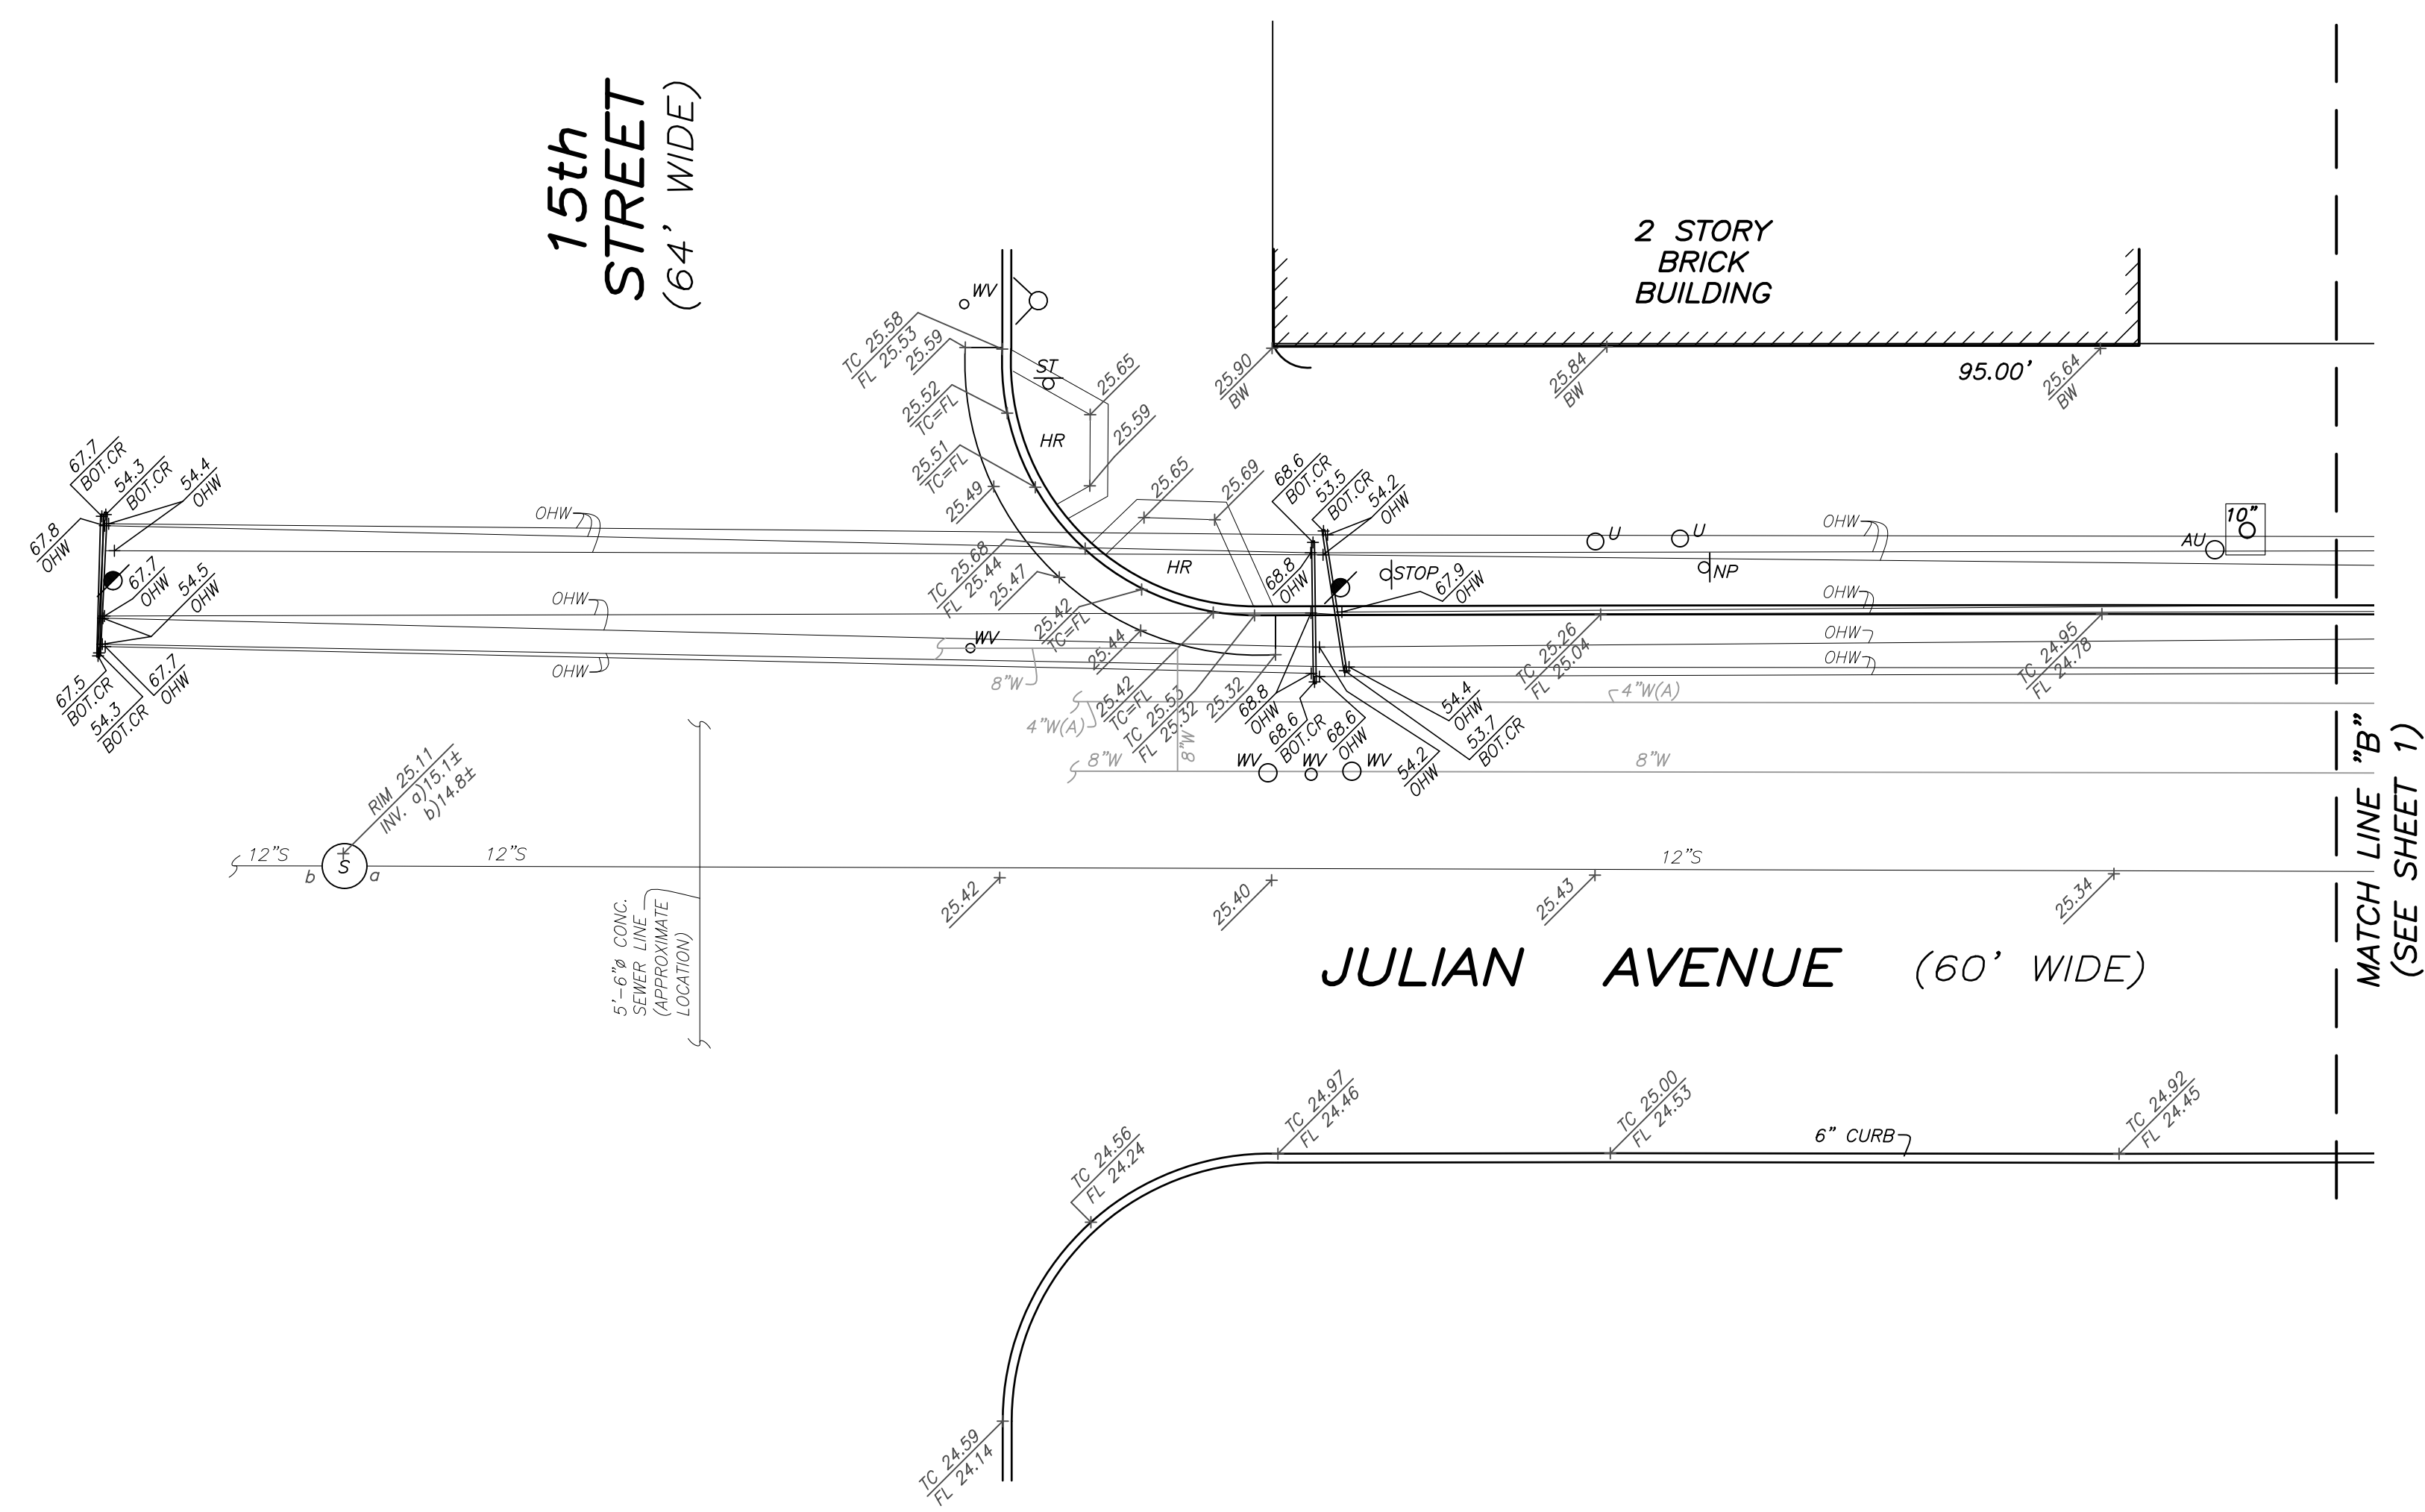 15th
STREET
(64' WIDE)
2 STORY
BRICK
BUILDING
95.00'
25.90
BW
25.84
BW
25.64
BW
WV
ST
TC 25.58
FL 25.53
25.59
25.52
TC=FL
25.51
TC=FL
25.49
25.65
25.59
HR
25.65
25.69
HR
TC 25.68
FL 25.44
25.47
25.42
TC=FL
25.44
25.42
TC=FL
TC 25.53
FL 25.32
25.32
67.7
BOT.CR
54.3
BOT.CR
54.4
OHW
67.8
OHW
67.7
OHW
54.5
OHW
67.5
BOT.CR
54.3
BOT.CR
67.7
OHW
OHW
OHW
OHW
68.6
BOT.CR
53.5
BOT.CR
54.2
OHW
68.8
OHW
67.9
OHW
68.8
OHW
68.6
BOT.CR
68.6
OHW
54.4
OHW
53.7
BOT.CR
54.2
OHW
STOP
U
U
NP
AU
10"
OHW
OHW
OHW
OHW
TC 25.26
FL 25.04
TC 24.95
FL 24.78
WV
8"W
4"W(A)
4"W(A)
8"W
8"W
WV
WV
WV
8"W
MATCH LINE "B"
(SEE SHEET 1)
RIM 25.11
INV. a)15.1±
b)14.8±
12"S
S
b
a
12"S
12"S
5'-6"ø CONC.
SEWER LINE
(APPROXIMATE
LOCATION)
25.42
25.40
25.43
25.34
JULIAN AVENUE (60' WIDE)
TC 24.97
FL 24.46
TC 25.00
FL 24.53
TC 24.92
FL 24.45
TC 24.56
FL 24.24
6" CURB
TC 24.59
FL 24.14